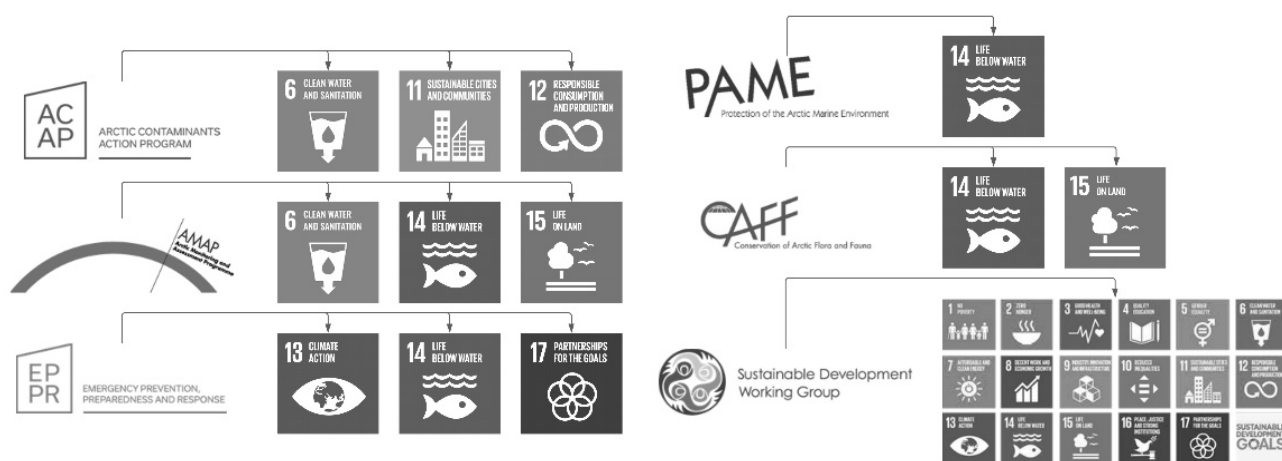 AC
AP
ARCTIC CONTAMINANTS
ACTION PROGRAM
6 CLEAN WATER
AND SANITATION
11 SUSTAINABLE CITIES
AND COMMUNITIES
12 RESPONSIBLE
CONSUMPTION
AND PRODUCTION
AMAP
Arctic Monitoring and
Assessment Programme
6 CLEAN WATER
AND SANITATION
14 LIFE
BELOW WATER
15 LIFE
ON LAND
EP
PR
EMERGENCY PREVENTION,
PREPAREDNESS AND RESPONSE
13 CLIMATE
ACTION
14 LIFE
BELOW WATER
17 PARTNERSHIPS
FOR THE GOALS
PAME
Protection of the Arctic Marine Environment
14 LIFE
BELOW WATER
CAFF
Conservation of Arctic Flora and Fauna
14 LIFE
BELOW WATER
15 LIFE
ON LAND
Sustainable Development
Working Group
1 NO
POVERTY
2 ZERO
HUNGER
3 GOOD HEALTH
AND WELL-BEING
4 QUALITY
EDUCATION
5 GENDER
EQUALITY
6 CLEAN WATER
AND SANITATION
7 AFFORDABLE AND
CLEAN ENERGY
8 DECENT WORK AND
ECONOMIC GROWTH
9 INDUSTRY, INNOVATION
AND INFRASTRUCTURE
10 REDUCED
INEQUALITIES
11 SUSTAINABLE CITIES
AND COMMUNITIES
12 RESPONSIBLE
CONSUMPTION
AND PRODUCTION
13 CLIMATE
ACTION
14 LIFE
BELOW WATER
15 LIFE
ON LAND
16 PEACE, JUSTICE
AND STRONG
INSTITUTIONS
17 PARTNERSHIPS
FOR THE GOALS
SUSTAINABLE
DEVELOPMENT
GOALS